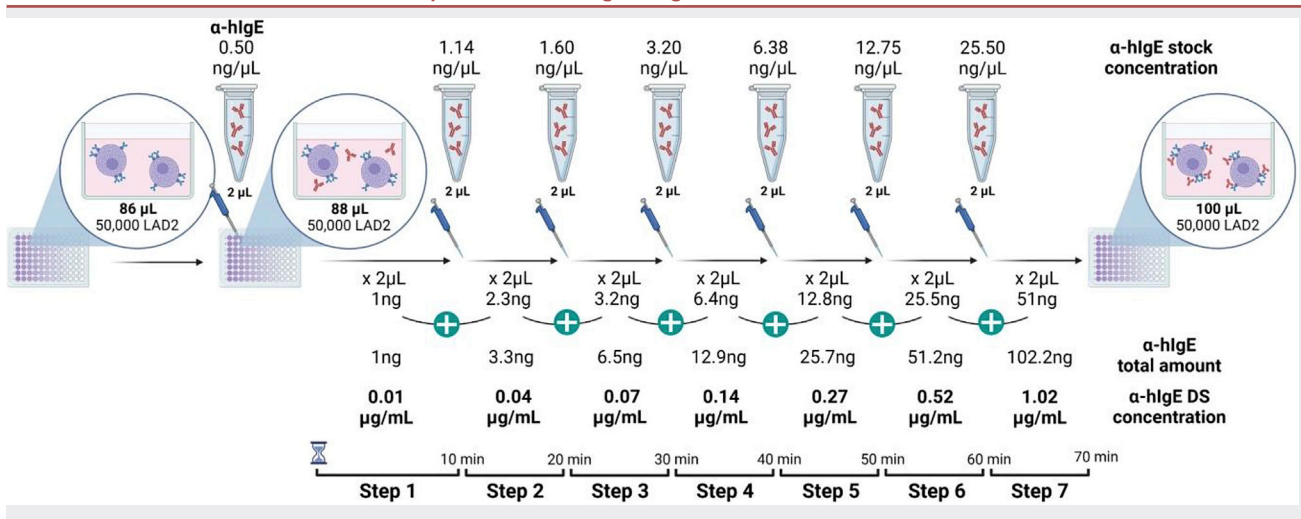 α-hIgE
0.50
ng/µL
1.14
ng/µL
1.60
ng/µL
3.20
ng/µL
6.38
ng/µL
12.75
ng/µL
25.50
ng/µL
α-hIgE stock
concentration
2 µL
2 µL
2 µL
2 µL
2 µL
2 µL
2 µL
86 µL
50,000 LAD2
88 µL
50,000 LAD2
100 µL
50,000 LAD2
x 2µL
1ng
x 2µL
2.3ng
x 2µL
3.2ng
x 2µL
6.4ng
x 2µL
12.8ng
x 2µL
25.5ng
x 2µL
51ng
1ng
3.3ng
6.5ng
12.9ng
25.7ng
51.2ng
102.2ng
α-hIgE
total amount
0.01
µg/mL
0.04
µg/mL
0.07
µg/mL
0.14
µg/mL
0.27
µg/mL
0.52
µg/mL
1.02
µg/mL
α-hIgE DS
concentration
10 min
20 min
30 min
40 min
50 min
60 min
70 min
Step 1
Step 2
Step 3
Step 4
Step 5
Step 6
Step 7